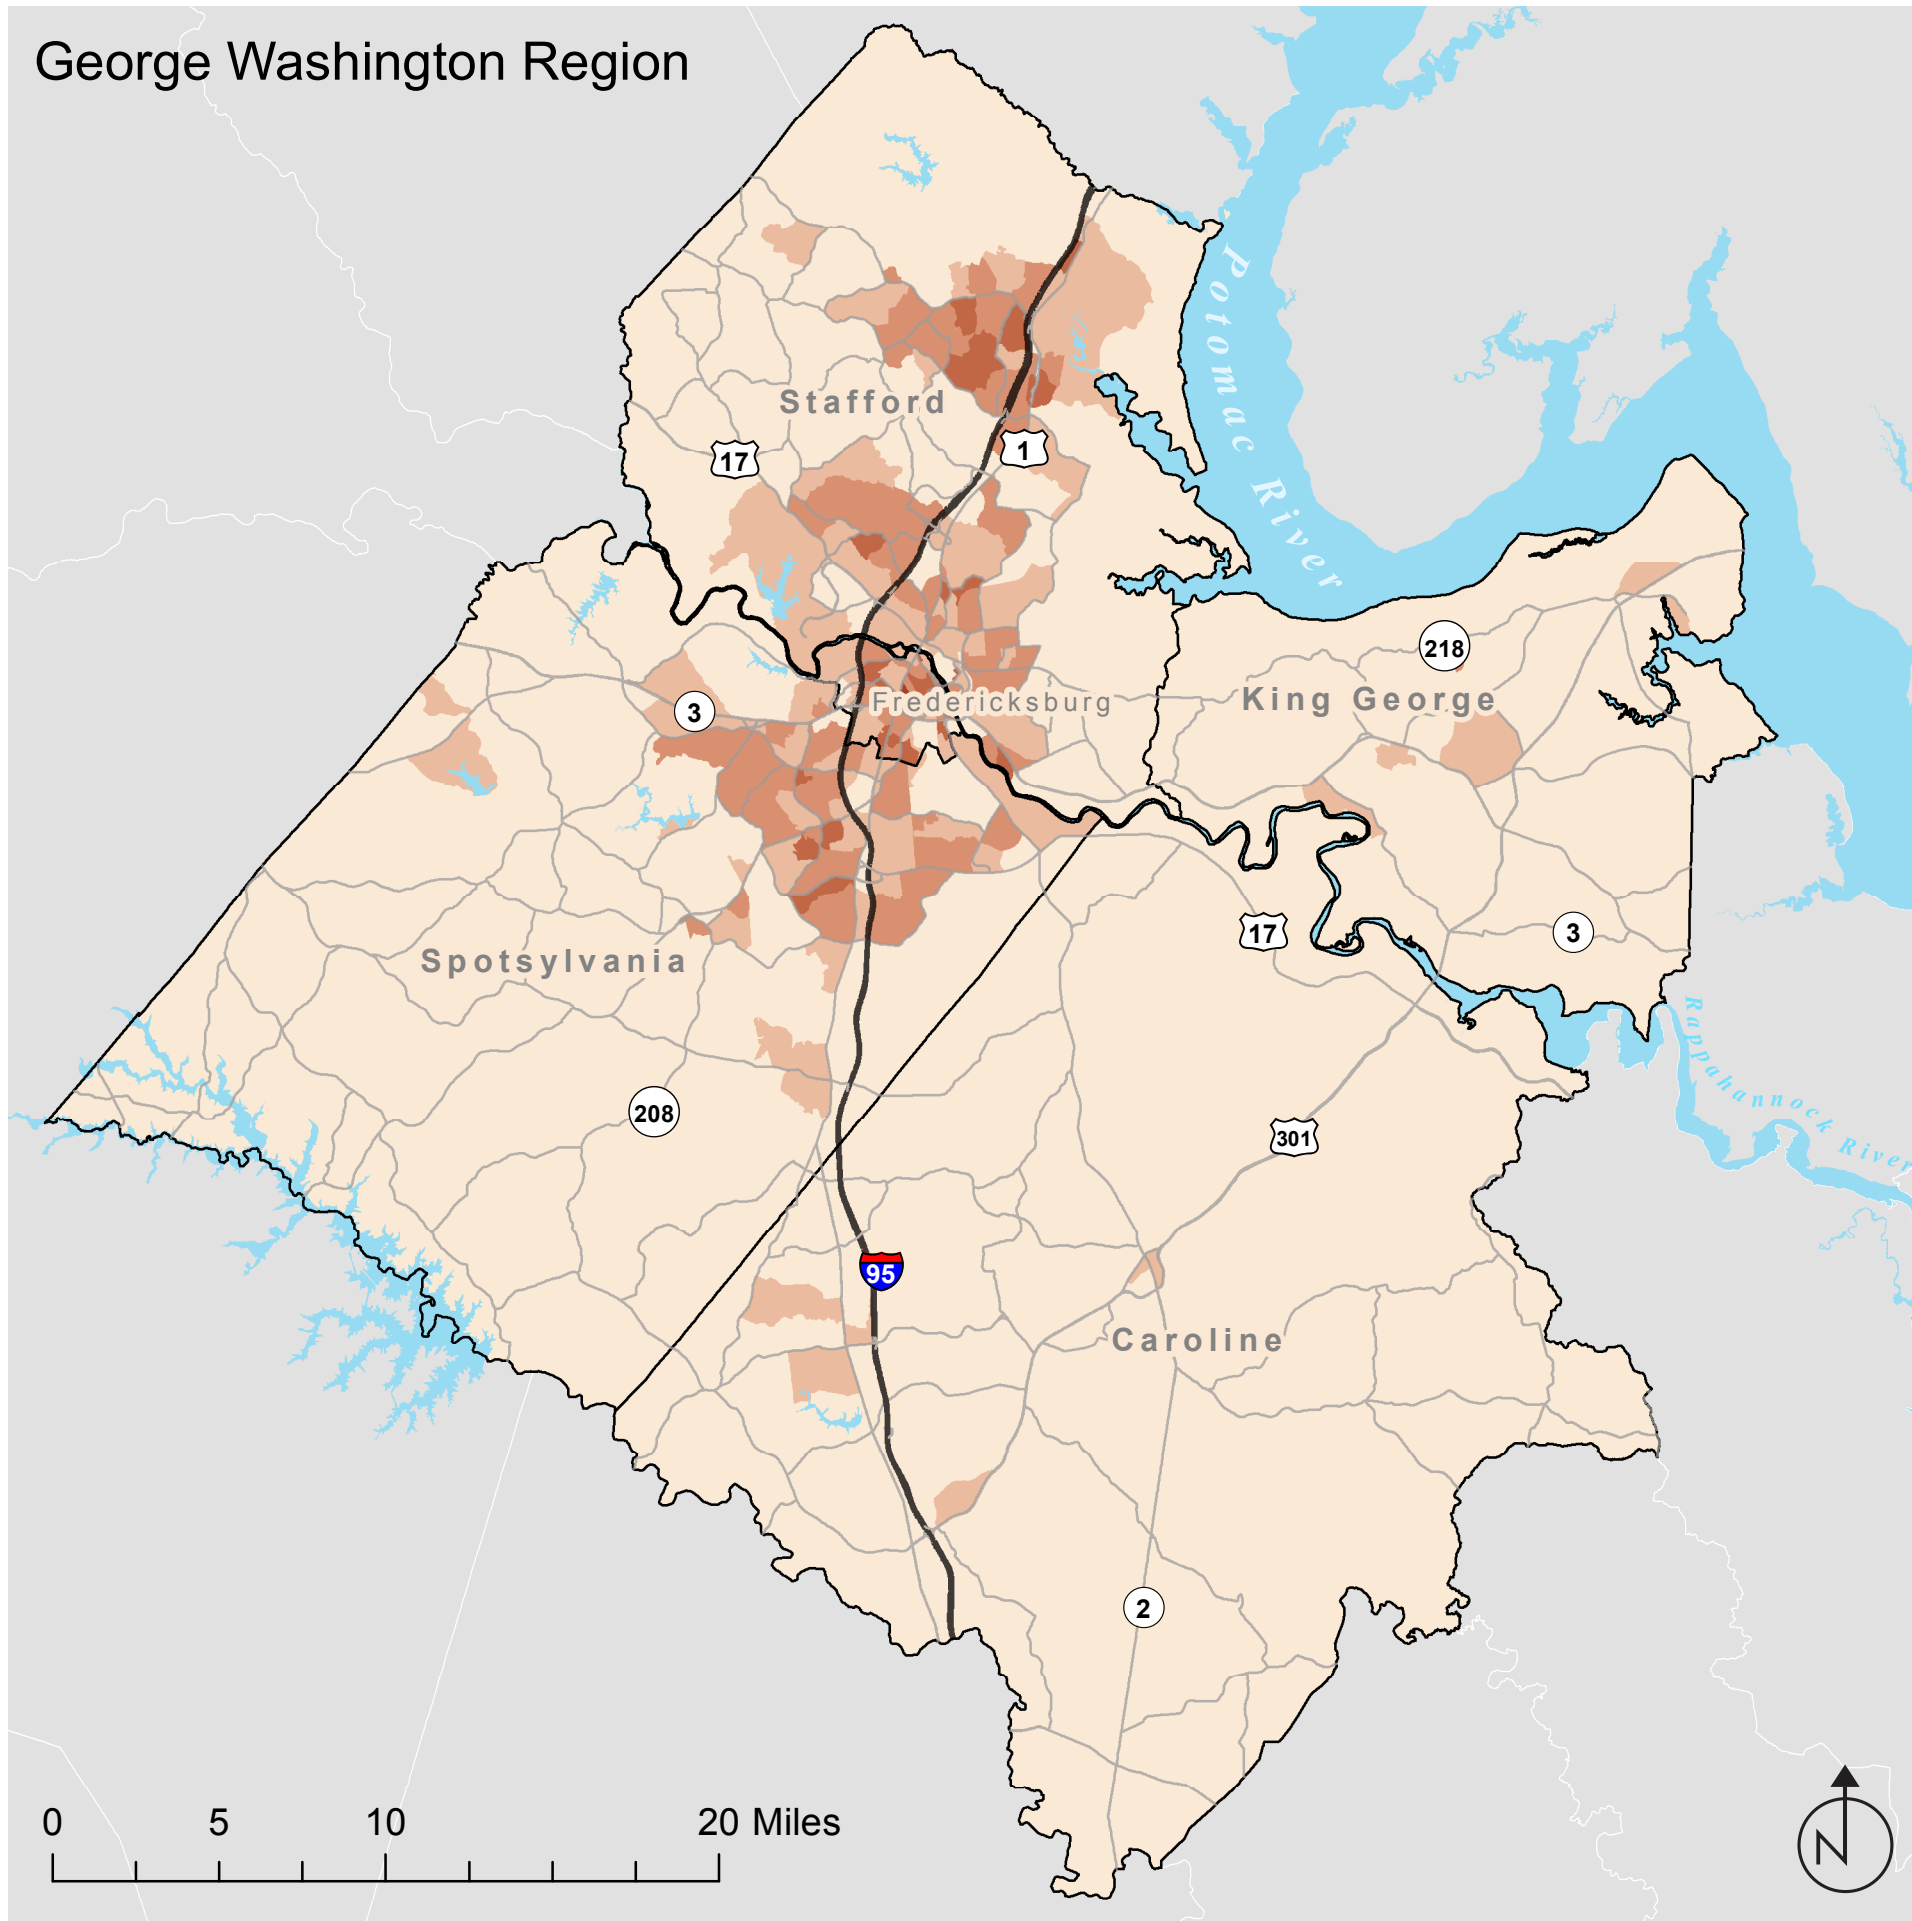 George Washington Region
Potomac River
Stafford
17
1
218
King George
3
Fredericksburg
17
3
Spotsylvania
Rappahannock River
208
301
95
Caroline
2
0 5 10 20 Miles
N